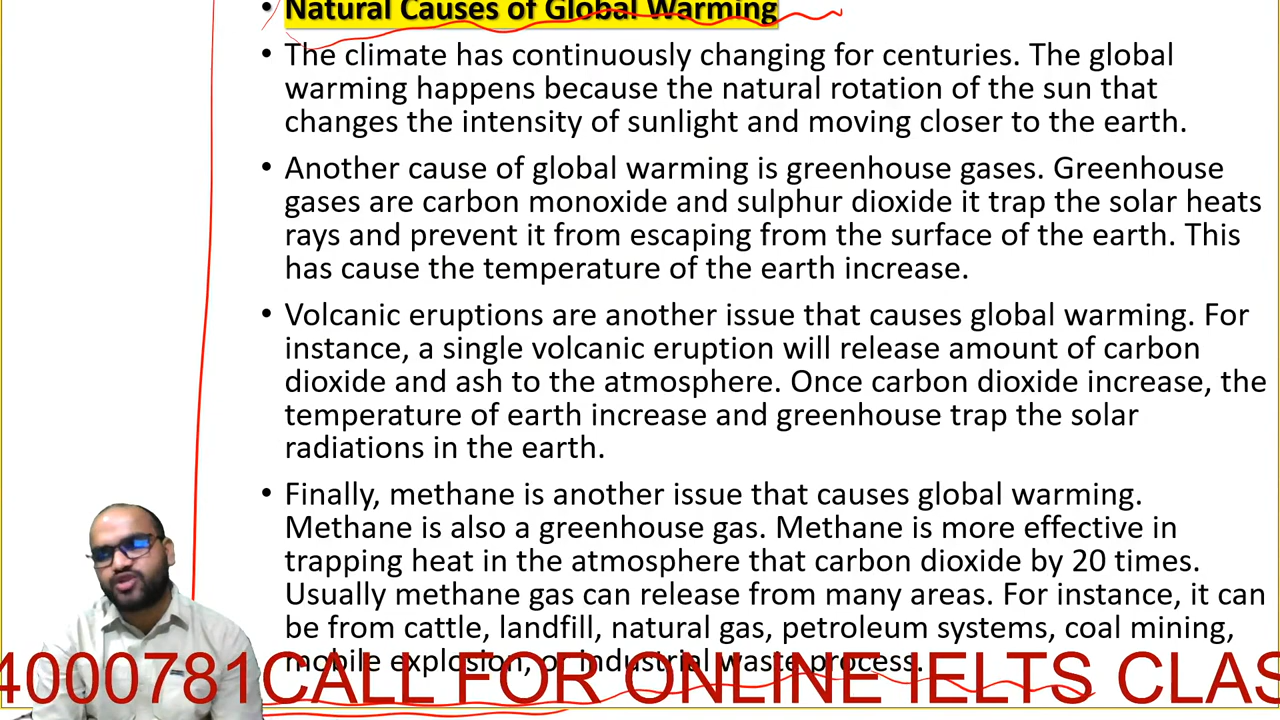 • Natural Causes of Global Warming
• The climate has continuously changing for centuries. The global
warming happens because the natural rotation of the sun that
changes the intensity of sunlight and moving closer to the earth.
• Another cause of global warming is greenhouse gases. Greenhouse
gases are carbon monoxide and sulphur dioxide it trap the solar heats
rays and prevent it from escaping from the surface of the earth. This
has cause the temperature of the earth increase.
• Volcanic eruptions are another issue that causes global warming. For
instance, a single volcanic eruption will release amount of carbon
dioxide and ash to the atmosphere. Once carbon dioxide increase, the
temperature of earth increase and greenhouse trap the solar
radiations in the earth.
• Finally, methane is another issue that causes global warming.
Methane is also a greenhouse gas. Methane is more effective in
trapping heat in the atmosphere that carbon dioxide by 20 times.
Usually methane gas can release from many areas. For instance, it can
be from cattle, landfill, natural gas, petroleum systems, coal mining,
mobile explosion, or industrial waste process.
4000781CALL FOR ONLINE IELTS CLAS